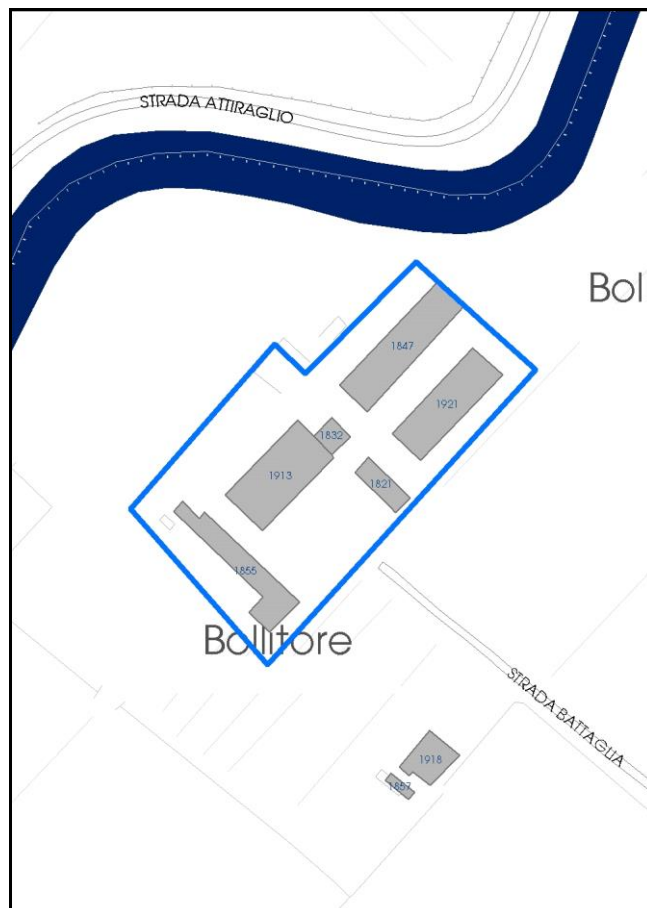 STRADA ATTIRAGLIO
Bol
1847
1921
1832
1913
1821
1855
Bollitore
STRADA BATTAGLIA
1918
1857